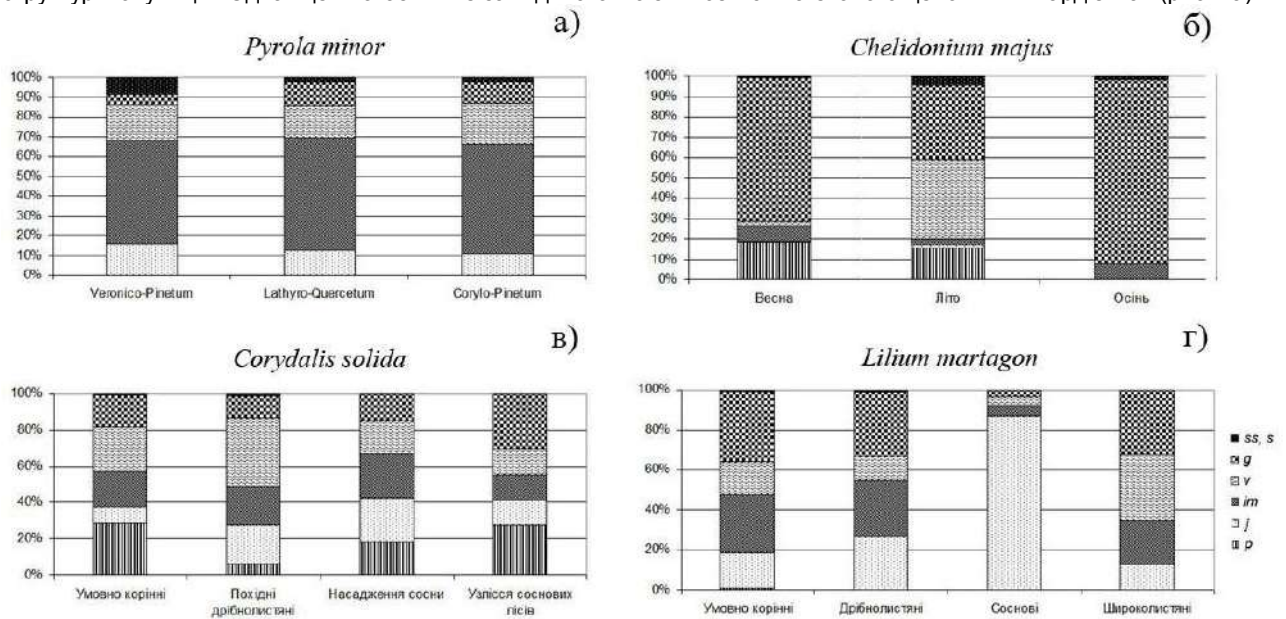 а)
Pyrola minor
100%
90%
80%
70%
60%
50%
40%
30%
20%
10%
0%
Veronico-Pinetum Lathyro-Quercetum Corylo-Pinetum
б)
Chelidonium majus
100%
90%
80%
70%
60%
50%
40%
30%
20%
10%
0%
Весна Літо Осінь
в)
Corydalis solida
100%
80%
60%
40%
20%
0%
Умовно корінні Похідні дрібнолистяні Насадження сосни Узлісся соснових лісів
г)
Lilium martagon
100%
80%
60%
40%
20%
0%
Умовно корінні Дрібнолистяні Соснові Широколистяні
ss, s
g
v
im
j
p